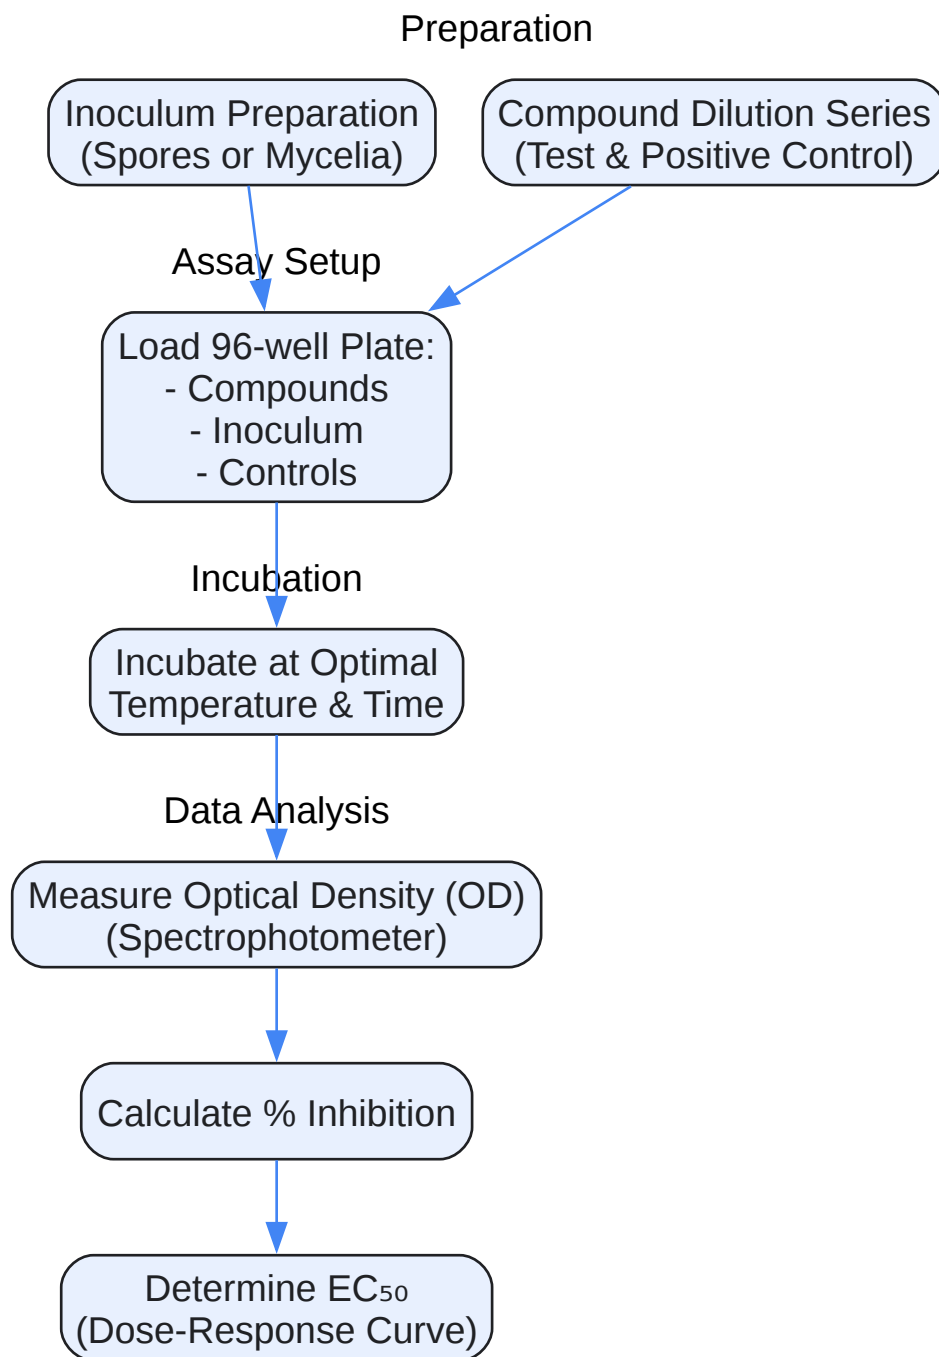 Preparation
Inoculum Preparation
(Spores or Mycelia)
Compound Dilution Series
(Test & Positive Control)
Assay Setup
Load 96-well Plate:
- Compounds
- Inoculum
- Controls
Incubation
Incubate at Optimal
Temperature & Time
Data Analysis
Measure Optical Density (OD)
(Spectrophotometer)
Calculate % Inhibition
Determine EC₅₀
(Dose-Response Curve)